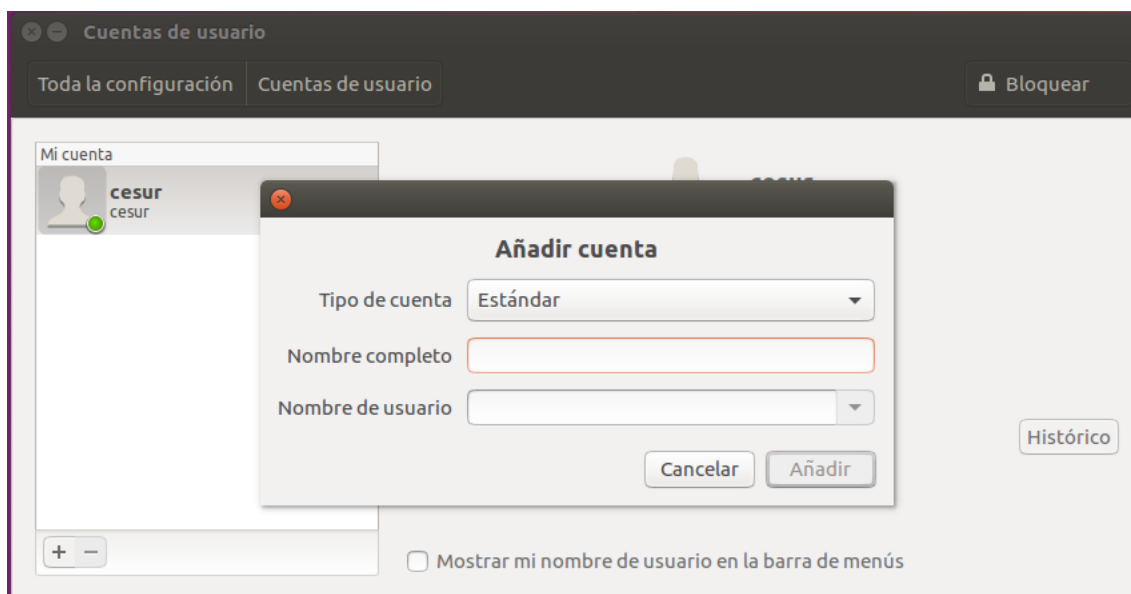 Cuentas de usuario
Toda la configuración Cuentas de usuario Bloquear
Mi cuenta
cesur
cesur
Añadir cuenta
Tipo de cuenta Estándar
Nombre completo
Nombre de usuario
Cancelar Añadir
Histórico
+ −
Mostrar mi nombre de usuario en la barra de menús